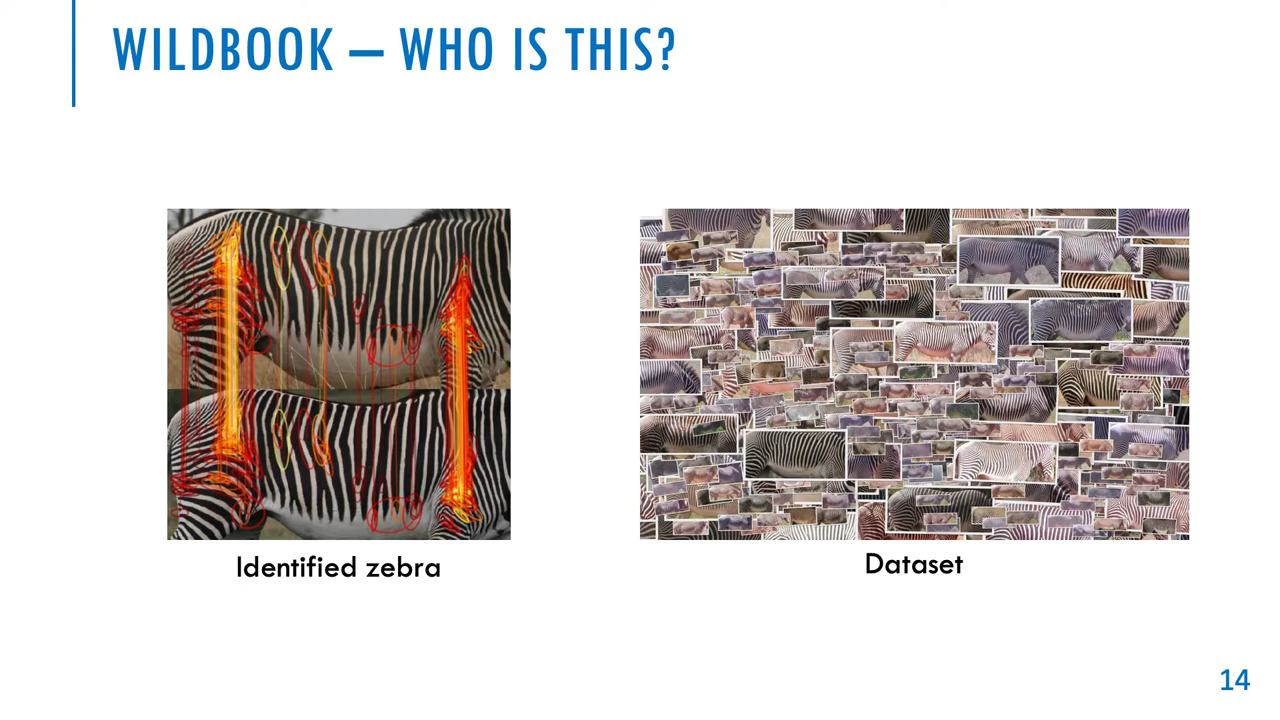 WILDBOOK – WHO IS THIS?
Identified zebra
Dataset
14